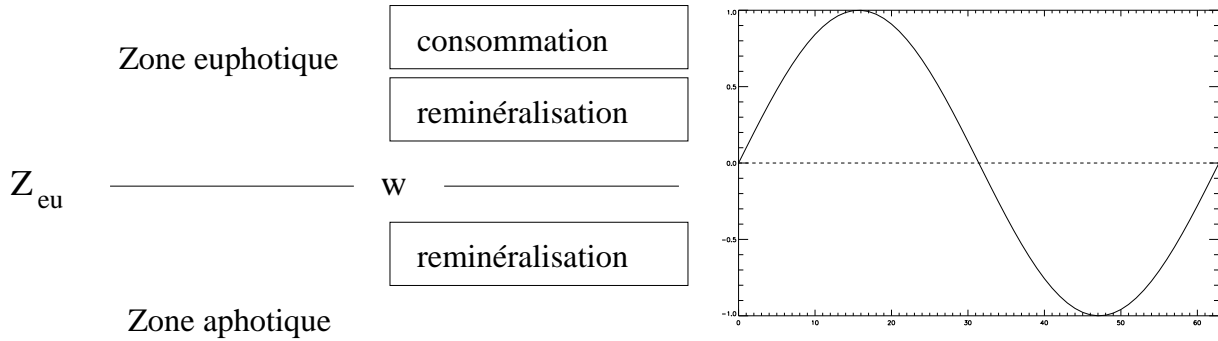 Zone euphotique
consommation
reminéralisation
Z eu
w
reminéralisation
Zone aphotique
1.0
0.5
0.0
-0.5
-1.0
0 10 20 30 40 50 60